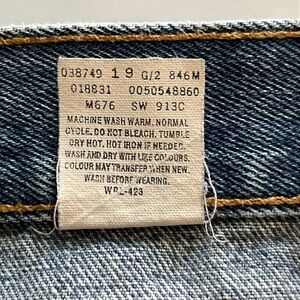 038749 19 G/2 846M
018831 0050548860
M676 SW 913C
MACHINE WASH WARM, NORMAL
CYCLE. DO NOT BLEACH. TUMBLE
DRY HOT. HOT IRON IF NEEDED.
WASH AND DRY WITH LIKE COLOURS.
COLOUR MAY TRANSFER WHEN NEW.
WASH BEFORE WEARING.
WPL-423